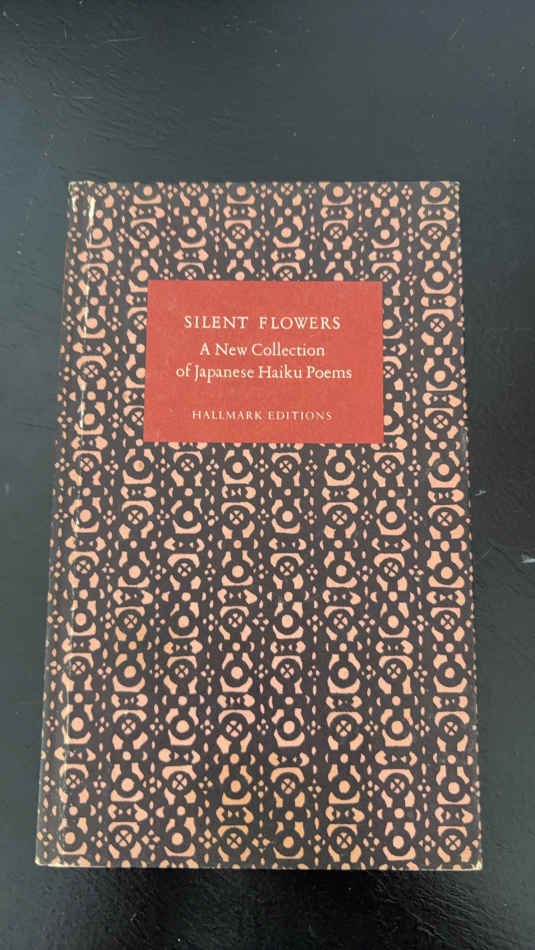 SILENT FLOWERS
A New Collection
of Japanese Haiku Poems
HALLMARK EDITIONS